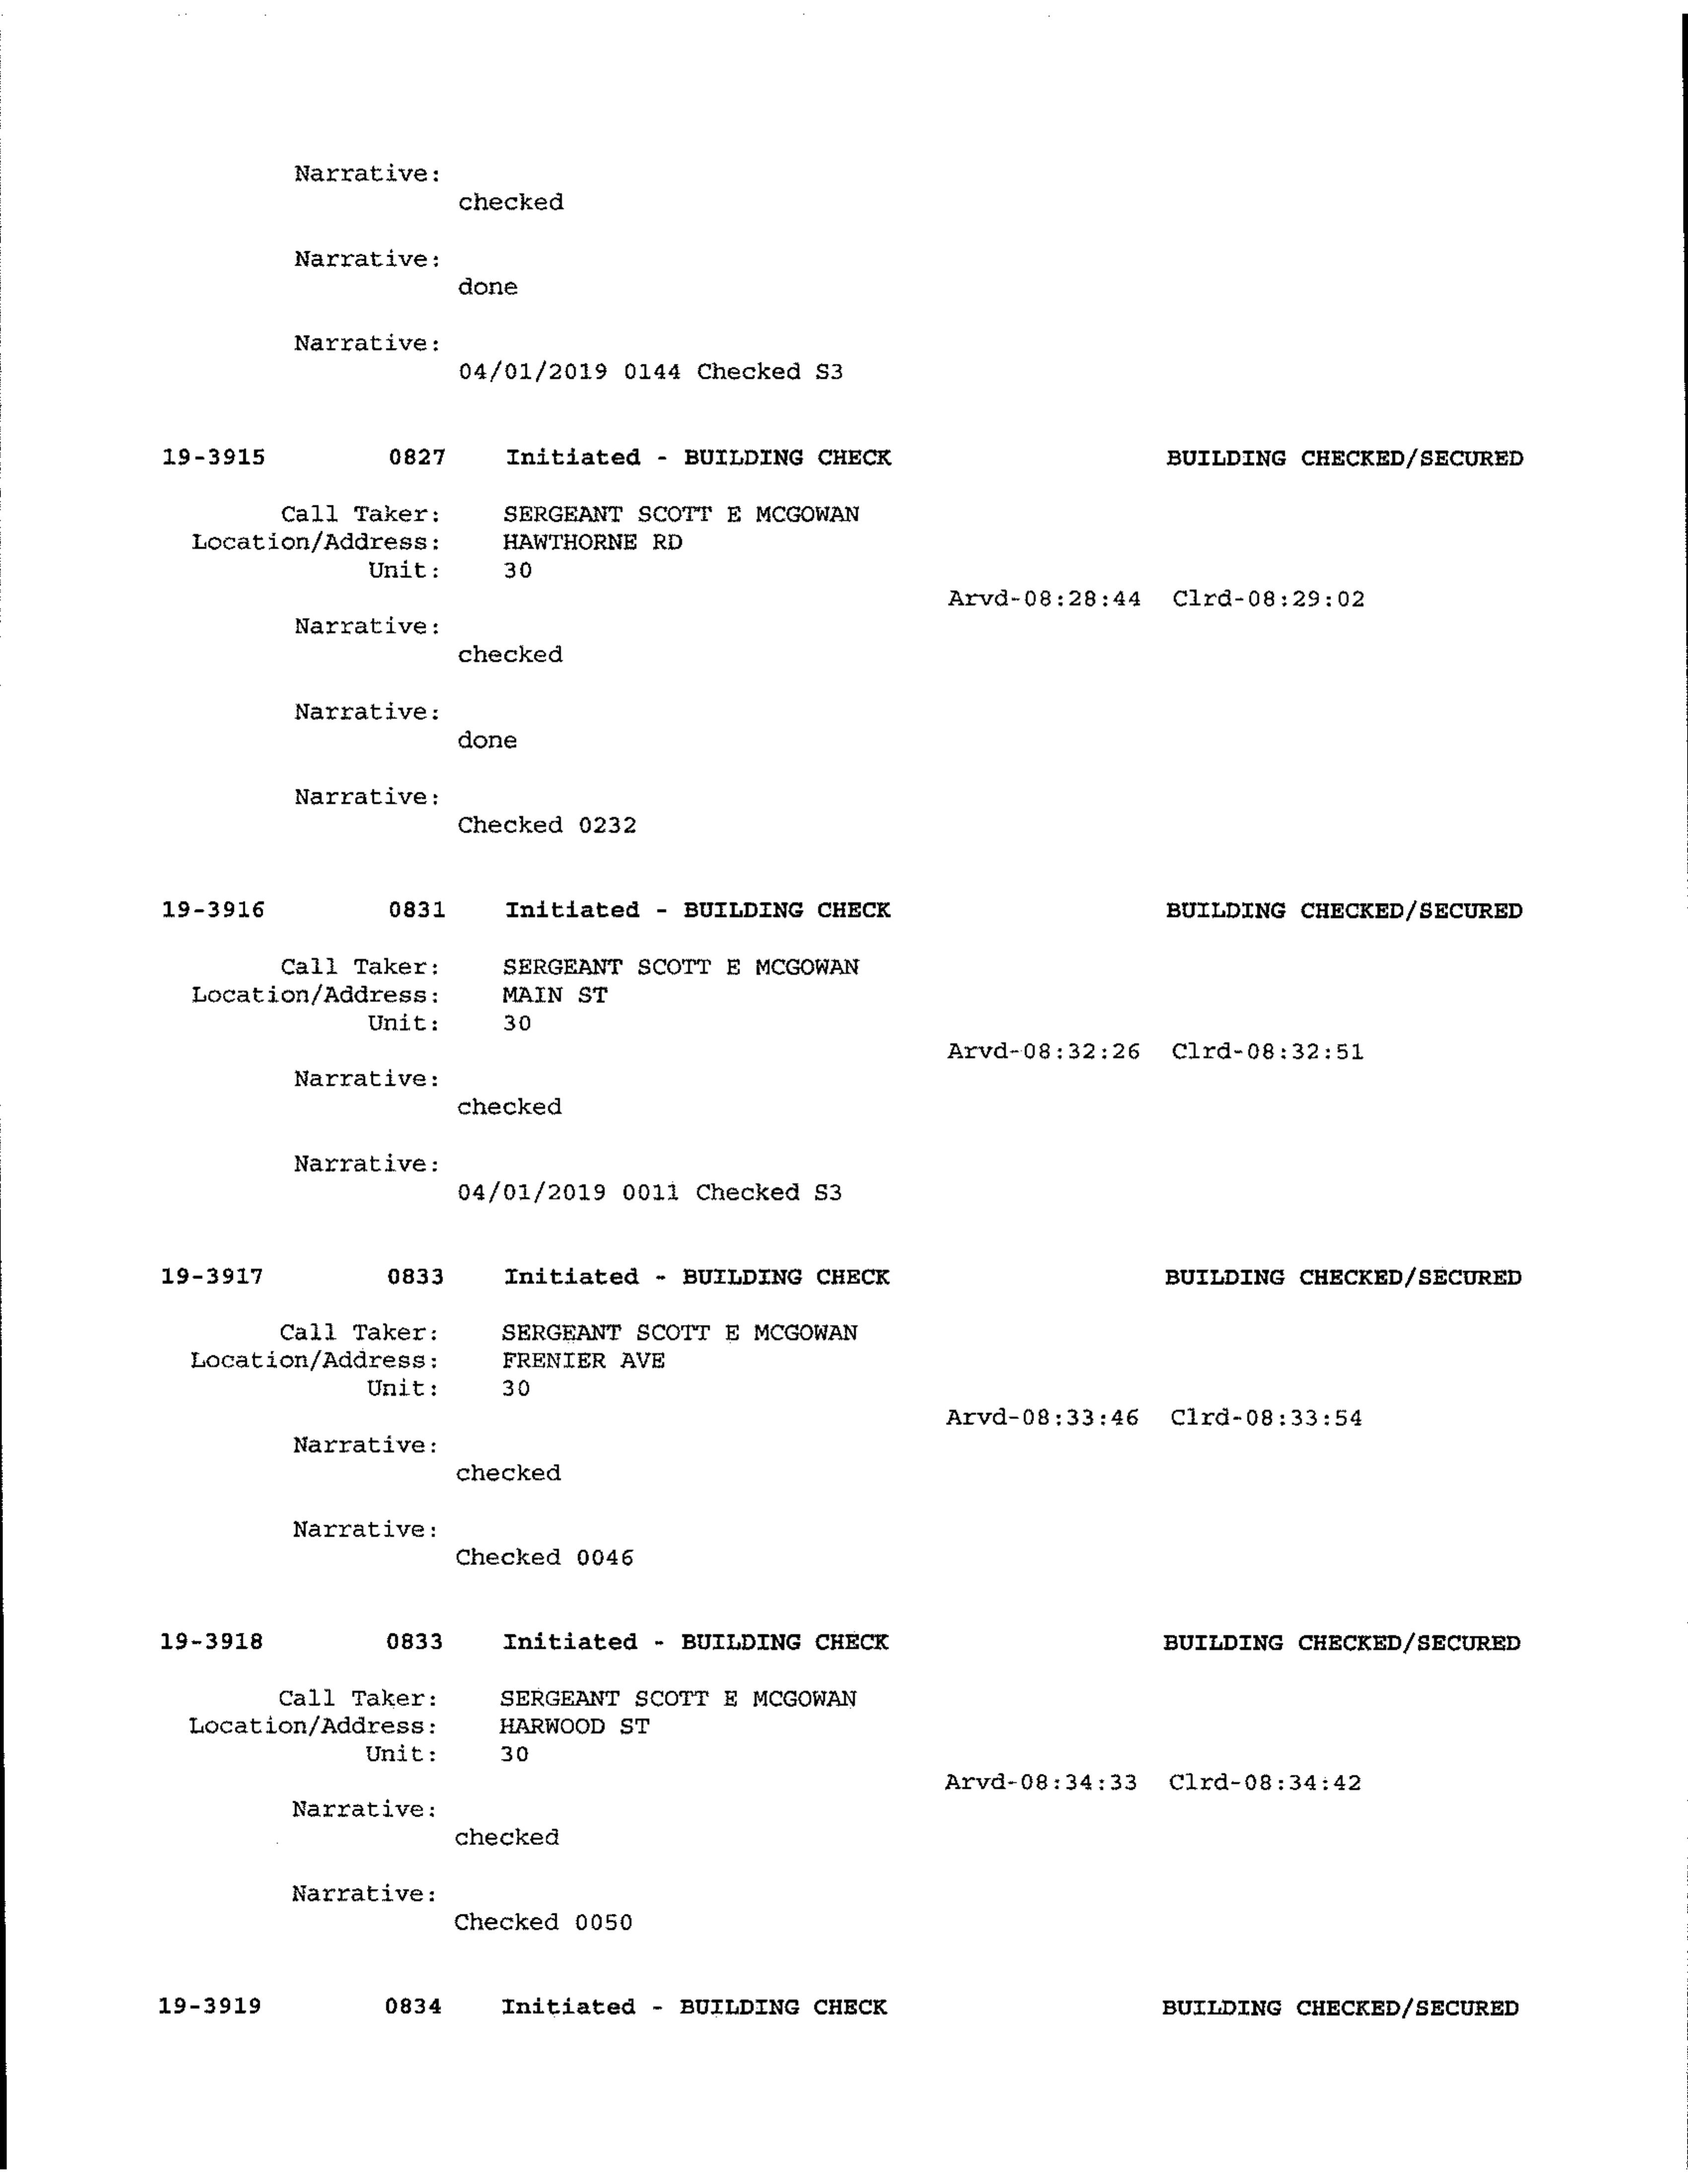 Narrative:
checked
Narrative:
done
Narrative:
04/01/2019 0144 Checked S3
19-3915 0827 Initiated - BUILDING CHECK BUILDING CHECKED/SECURED
Call Taker: SERGEANT SCOTT E MCGOWAN
Location/Address: HAWTHORNE RD
Unit: 30
Arvd-08:28:44 Clrd-08:29:02
Narrative:
checked
Narrative:
done
Narrative:
Checked 0232
19-3916 0831 Initiated - BUILDING CHECK BUILDING CHECKED/SECURED
Call Taker: SERGEANT SCOTT E MCGOWAN
Location/Address: MAIN ST
Unit: 30
Arvd-08:32:26 Clrd-08:32:51
Narrative:
checked
Narrative:
04/01/2019 0011 Checked S3
19-3917 0833 Initiated - BUILDING CHECK BUILDING CHECKED/SECURED
Call Taker: SERGEANT SCOTT E MCGOWAN
Location/Address: FRENIER AVE
Unit: 30
Arvd-08:33:46 Clrd-08:33:54
Narrative:
checked
Narrative:
Checked 0046
19-3918 0833 Initiated - BUILDING CHECK BUILDING CHECKED/SECURED
Call Taker: SERGEANT SCOTT E MCGOWAN
Location/Address: HARWOOD ST
Unit: 30
Arvd-08:34:33 Clrd-08:34:42
Narrative:
checked
Narrative:
Checked 0050
19-3919 0834 Initiated - BUILDING CHECK BUILDING CHECKED/SECURED